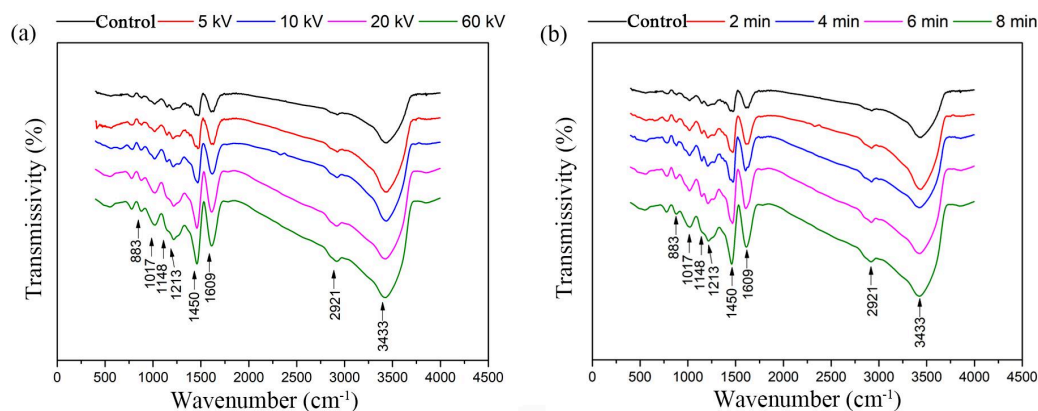 (a)
Control 5 kV 10 kV 20 kV 60 kV
Transmissivity (%)
883
1017
1148
1213
1450
1609
2921
3433
0 500 1000 1500 2000 2500 3000 3500 4000 4500
Wavenumber (cm⁻¹)
(b)
Control 2 min 4 min 6 min 8 min
Transmissivity (%)
883
1017
1148
1213
1450
1609
2921
3433
0 500 1000 1500 2000 2500 3000 3500 4000 4500
Wavenumber (cm⁻¹)